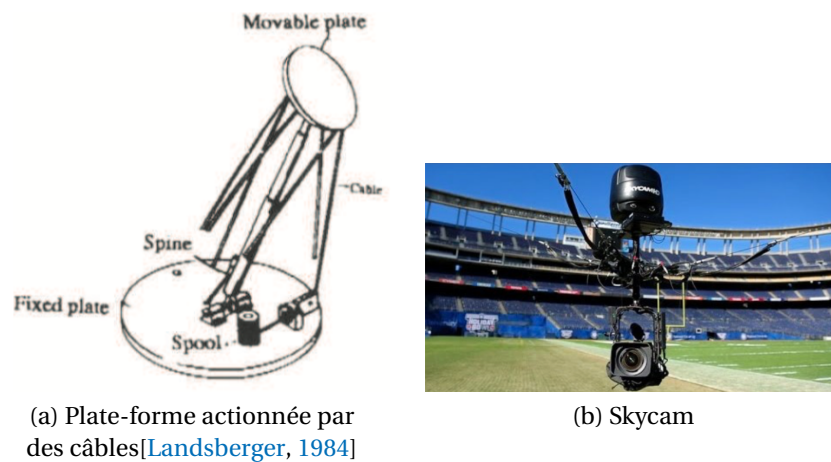 Movable plate
Cable
Spine
Fixed plate
Spool
SKYCAM
(a) Plate-forme actionnée par
des câbles[Landsberger, 1984]
(b) Skycam